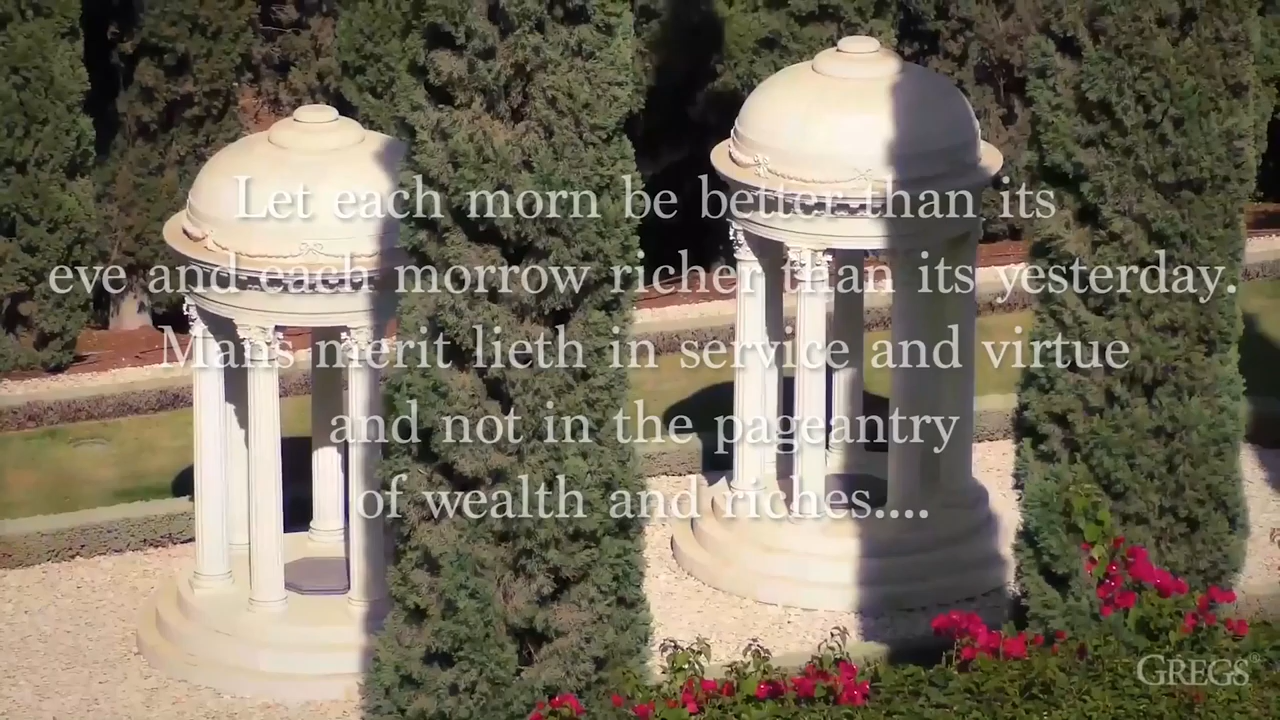 Let each morn be better than its
eve and each morrow richer than its yesterday.
Mans merit lieth in service and virtue
and not in the pageantry
of wealth and riches....
GREGS®